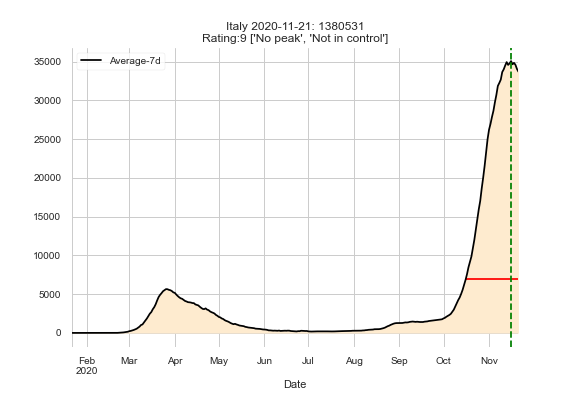 Italy 2020-11-21: 1380531
Rating:9 ['No peak', 'Not in control']
Average-7d
35000
30000
25000
20000
15000
10000
5000
0
Feb Mar Apr May Jun Jul Aug Sep Oct Nov
2020
Date